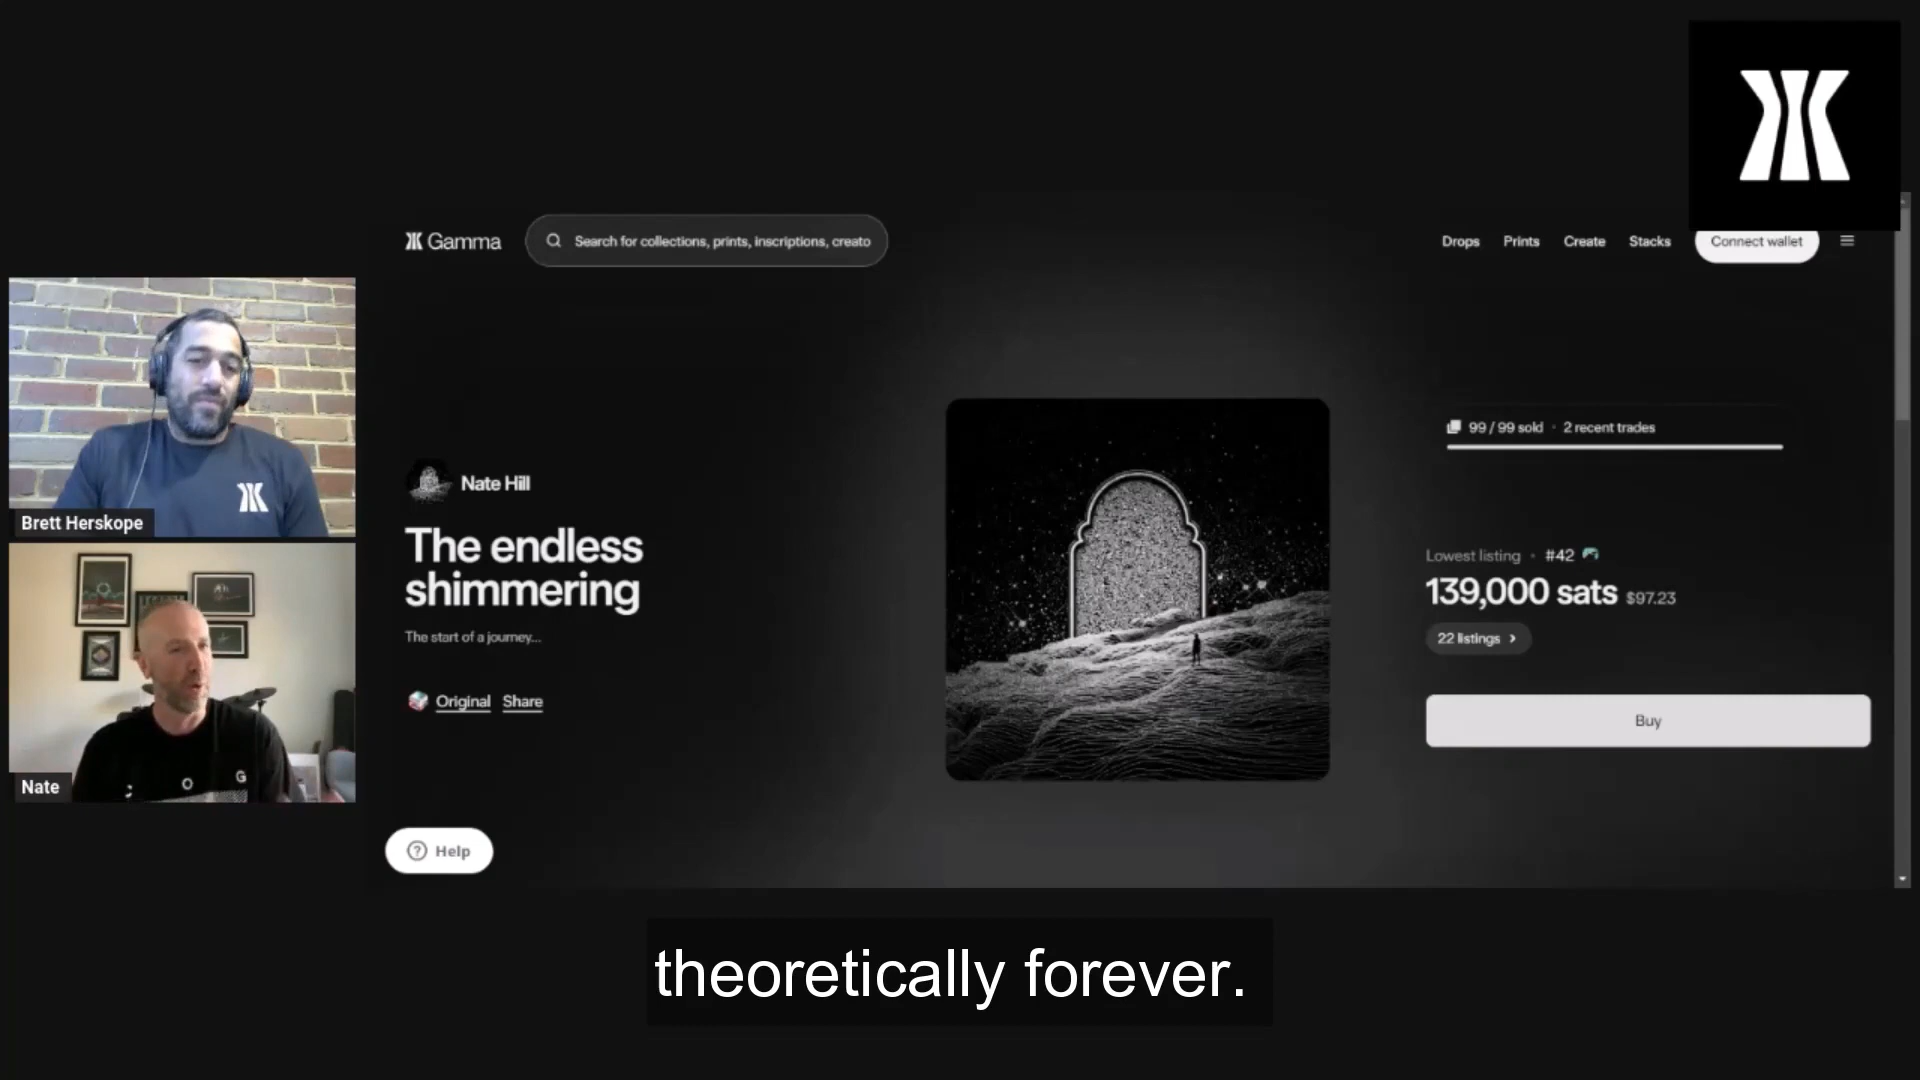 Gamma
Search for collections, prints, inscriptions, creato
Drops
Prints
Create
Stacks
Connect wallet
Brett Herskope
Nate
Nate Hill
The endless
shimmering
The start of a journey...
Original
Share
99 / 99 sold · 2 recent trades
Lowest listing · #42
139,000 sats $97.23
22 listings
Buy
Help
theoretically forever.